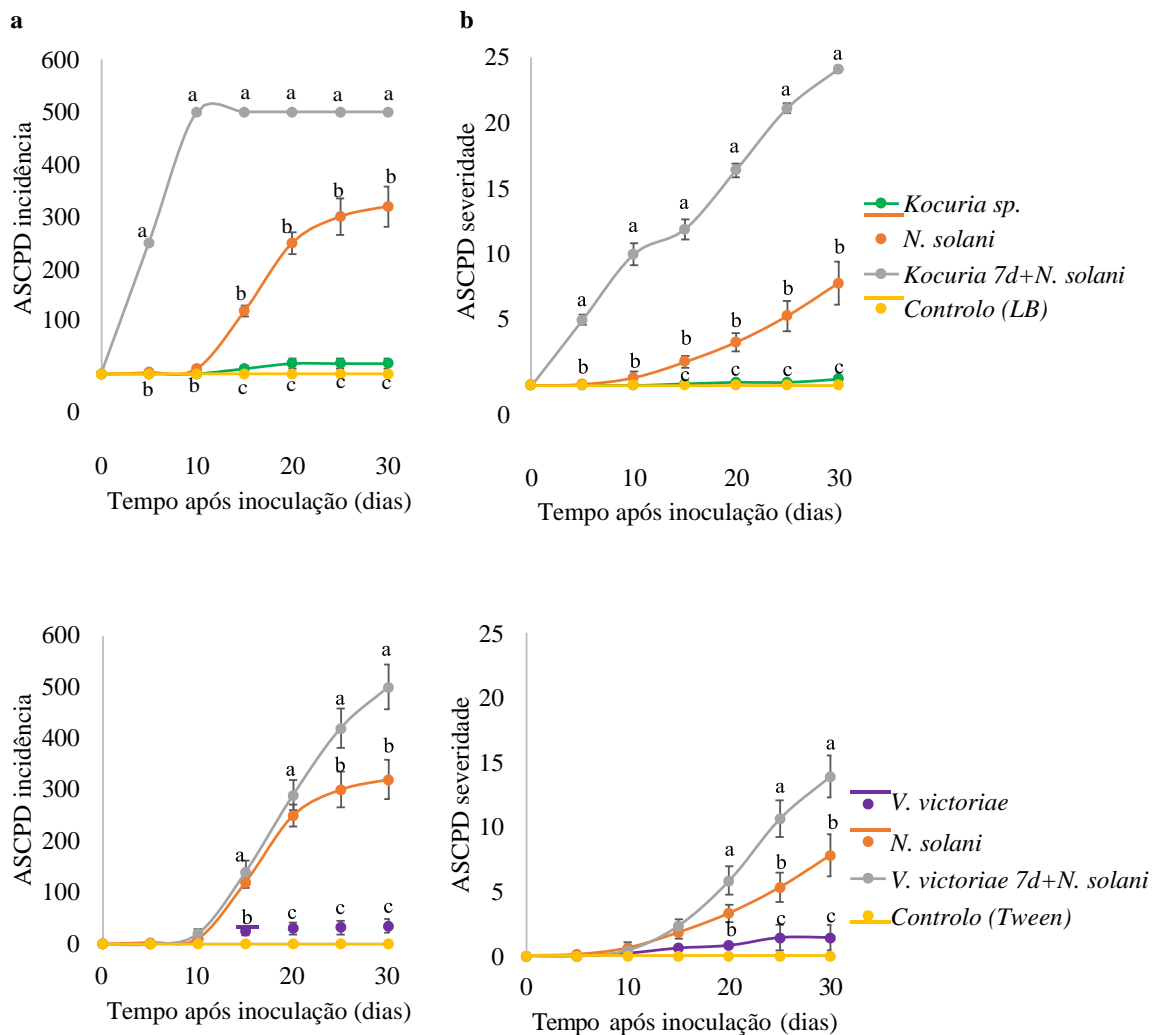 a
b
600
500
400
300
200
100
0
ASCPD incidência
a
a
a
a
a
a
b
b
b
b
b
b
c
c
c
c
0
10
20
30
Tempo após inoculação (dias)
25
20
15
10
5
0
ASCPD severidade
a
a
a
a
a
a
b
b
b
b
b
b
c
c
c
c
0
10
20
30
Tempo após inoculação (dias)
Kocuria sp.
N. solani
Kocuria 7d+N. solani
Controlo (LB)
600
500
400
300
200
100
0
ASCPD incidência
a
a
a
a
b
b
b
c
c
c
0
10
20
30
Tempo após inoculação (dias)
25
20
15
10
5
0
ASCPD severidade
a
a
a
b
b
b
c
c
0
10
20
30
Tempo após inoculação (dias)
V. victoriae
N. solani
V. victoriae 7d+N. solani
Controlo (Tween)